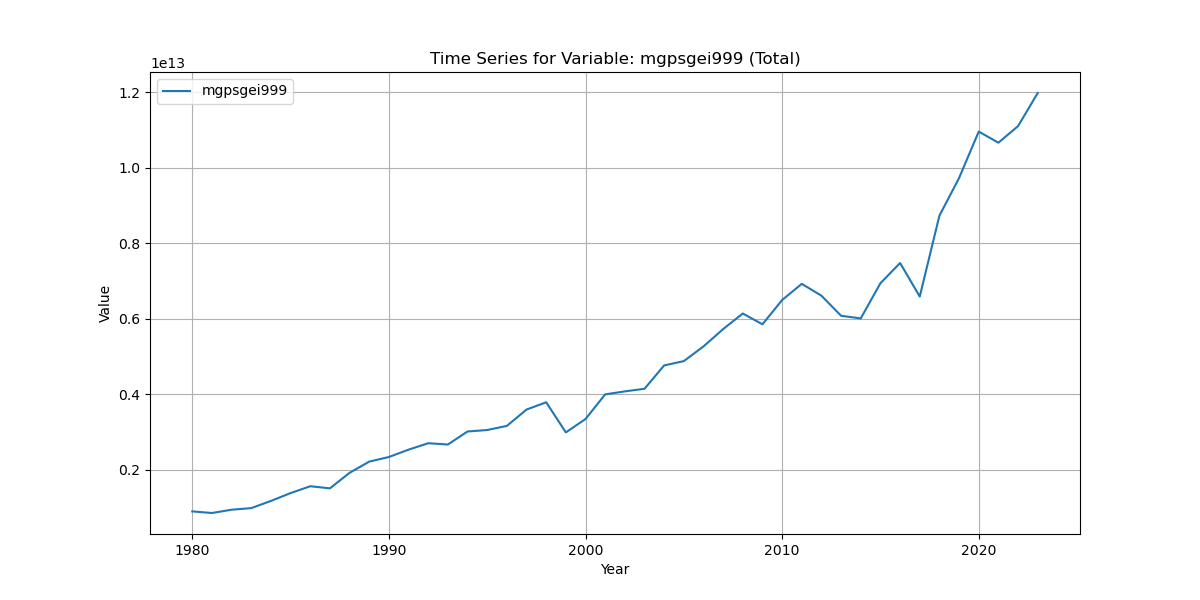 Time Series for Variable: mgpsgei999 (Total)
1e13
mgpsgei999
1.2
1.0
0.8
0.6
0.4
0.2
Value
1980 1990 2000 2010 2020
Year